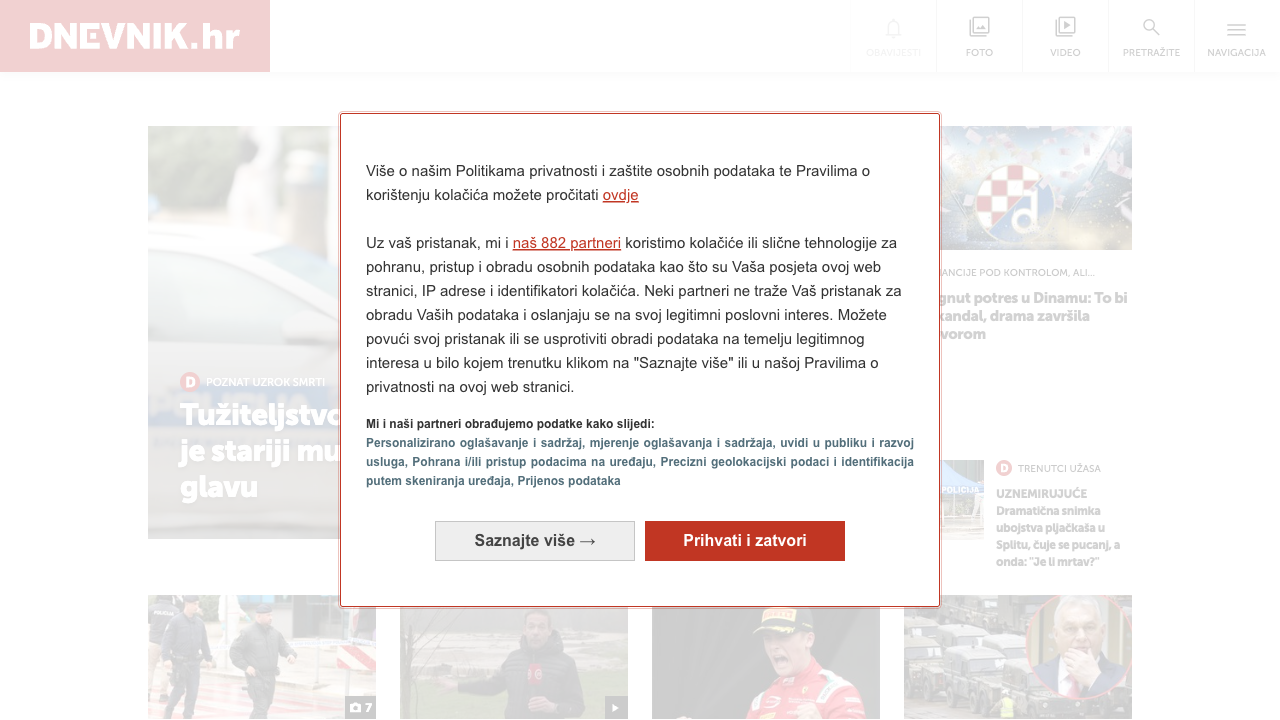 DNEVNIK.hr
OBAVIJESTI
FOTO
VIDEO
PRETRAŽITE
NAVIGACIJA
Više o našim Politikama privatnosti i zaštite osobnih podataka te Pravilima o
korištenju kolačića možete pročitati ovdje
Uz vaš pristanak, mi i naš 882 partneri koristimo kolačiće ili slične tehnologije za
pohranu, pristup i obradu osobnih podataka kao što su Vaša posjeta ovoj web
stranici, IP adrese i identifikatori kolačića. Neki partneri ne traže Vaš pristanak za
obradu Vaših podataka i oslanjaju se na svoj legitimni poslovni interes. Možete
povući svoj pristanak ili se usprotiviti obradi podataka na temelju legitimnog
interesa u bilo kojem trenutku klikom na "Saznajte više" ili u našoj Pravilima o
privatnosti na ovoj web stranici.
Mi i naši partneri obrađujemo podatke kako slijedi:
Personalizirano oglašavanje i sadržaj, mjerenje oglašavanja i sadržaja, uvidi u publiku i razvoj
usluga, Pohrana i/ili pristup podacima na uređaju, Precizni geolokacijski podaci i identifikacija
putem skeniranja uređaja, Prijenos podataka
Saznajte više →
Prihvati i zatvori
D POZNAT UZROK SMRTI
Tužiteljstvo
je stariji mu
glavu
ANCIJE POD KONTROLOM, ALI...
gnut potres u Dinamu: To bi
kandal, drama završila
vorom
POLICIJA
D TRENUTCI UŽASA
UZNEMIRUJUĆE
Dramatična snimka
ubojstva pljačkaša u
Splitu, čuje se pucanj, a
onda: "Je li mrtav?"
7